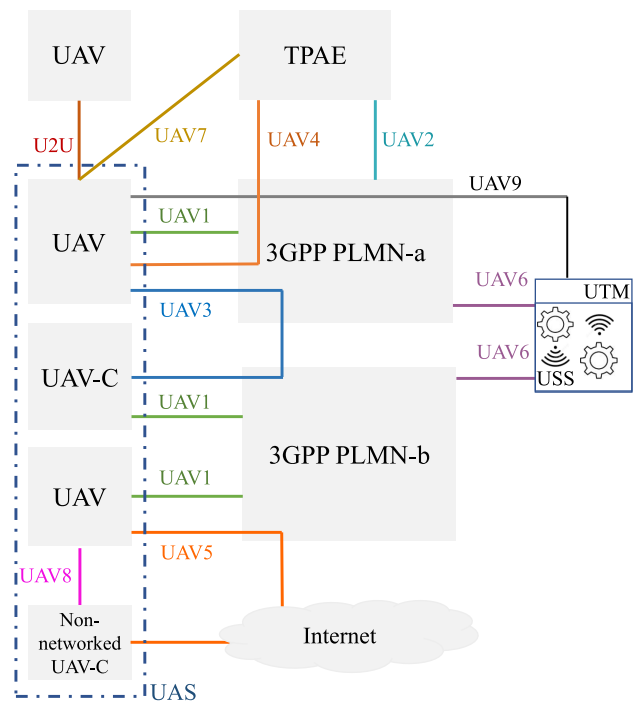 UAV
TPAE
U2U
UAV7
UAV4
UAV2
UAV9
UAV1
UAV
3GPP PLMN-a
UAV6
UTM
UAV3
UAV6
USS
UAV-C
UAV1
3GPP PLMN-b
UAV1
UAV
UAV5
UAV8
Non-
networked
UAV-C
Internet
UAS